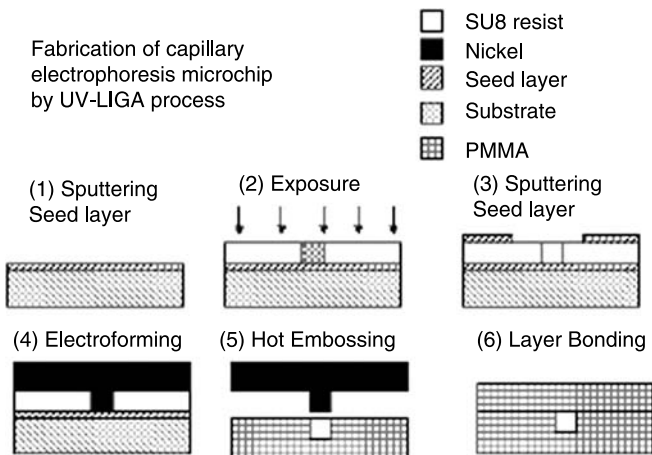 Fabrication of capillary
electrophoresis microchip
by UV-LIGA process
SU8 resist
Nickel
Seed layer
Substrate
PMMA
(1) Sputtering
Seed layer
(2) Exposure
(3) Sputtering
Seed layer
(4) Electroforming
(5) Hot Embossing
(6) Layer Bonding